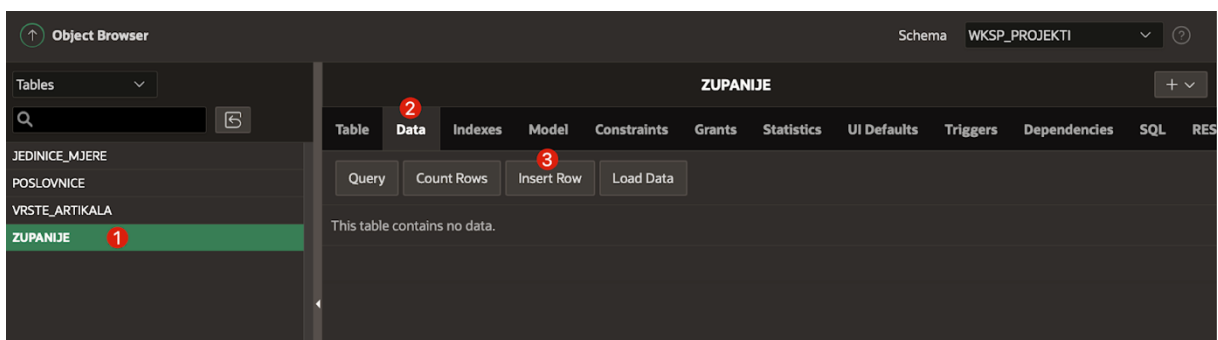 Object Browser
Schema WKSP_PROJEKTI ?
Tables
ZUPANIJE
+
2
Table Data Indexes Model Constraints Grants Statistics UI Defaults Triggers Dependencies SQL RES
JEDINICE_MJERE
3
POSLOVNICE
Query Count Rows Insert Row Load Data
VRSTE_ARTIKALA
This table contains no data.
ZUPANIJE 1